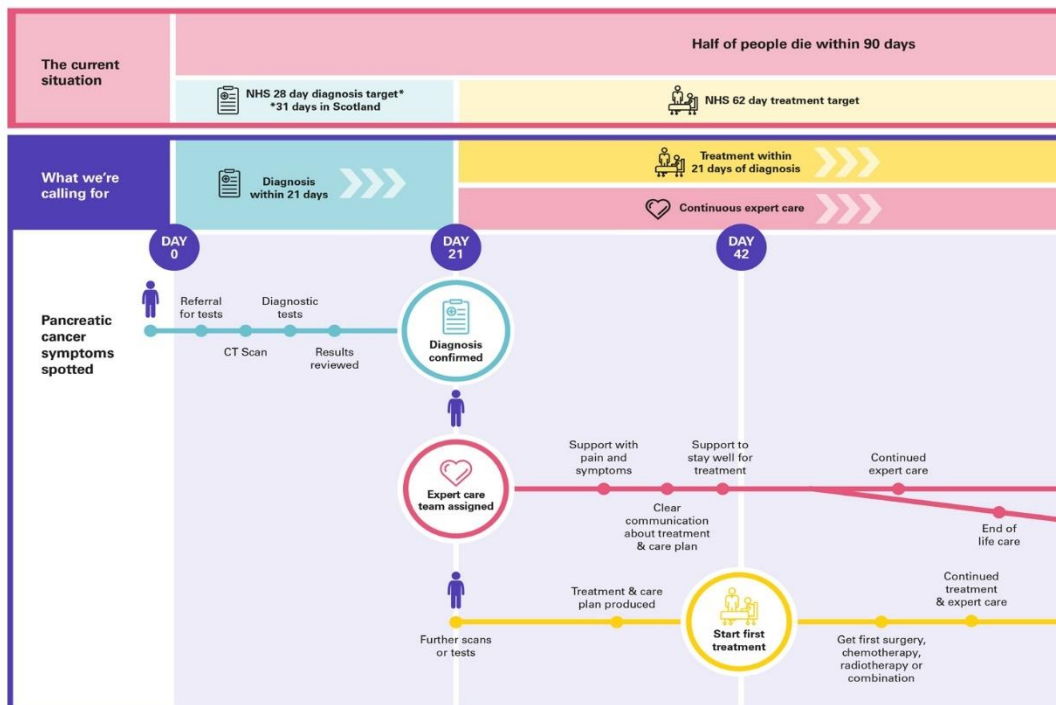 The current
situation
Half of people die within 90 days
NHS 28 day diagnosis target*
*31 days in Scotland
NHS 62 day treatment target
What we're
calling for
Diagnosis
within 21 days
Treatment within
21 days of diagnosis
Continuous expert care
DAY
0
DAY
21
DAY
42
Pancreatic
cancer
symptoms
spotted
Referral
for tests
CT Scan
Diagnostic
tests
Results
reviewed
Diagnosis
confirmed
Expert care
team assigned
Support with
pain and
symptoms
Clear
communication
about treatment
& care plan
Support to
stay well for
treatment
Continued
expert care
End of
life care
Further scans
or tests
Treatment & care
plan produced
Start first
treatment
Get first surgery,
chemotherapy,
radiotherapy or
combination
Continued
treatment
& expert care